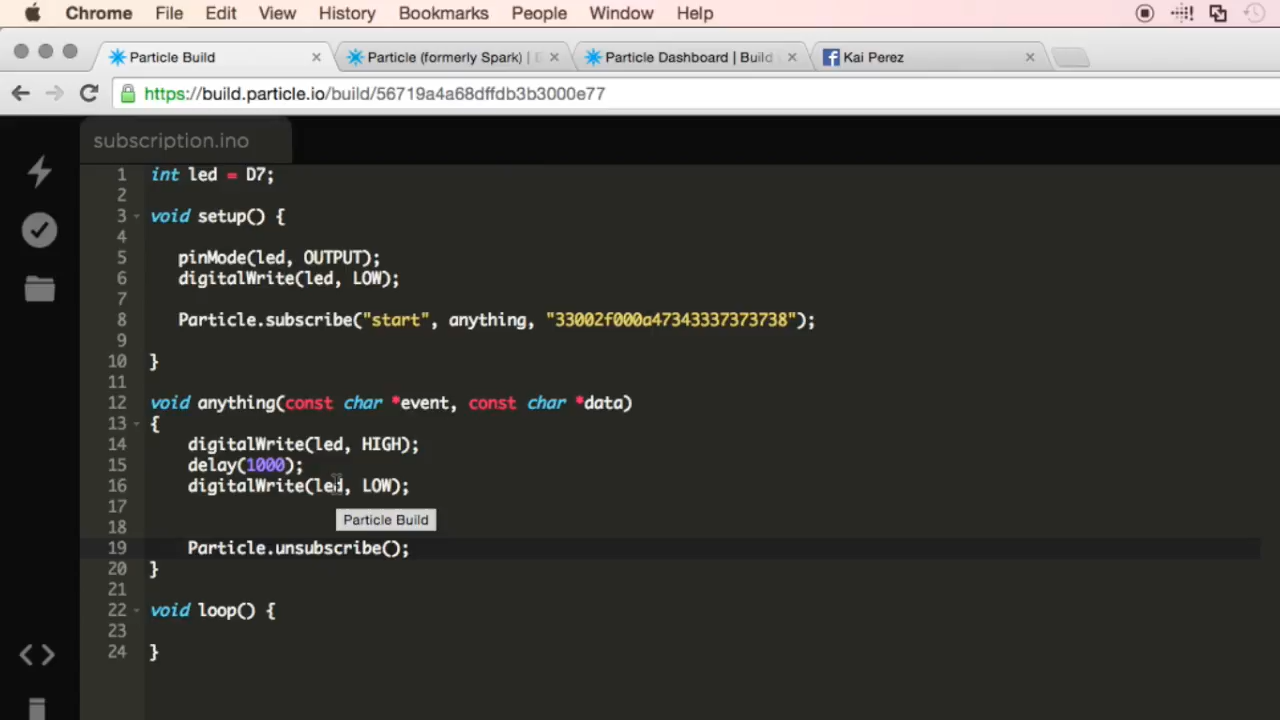 Chrome File Edit View History Bookmarks People Window Help
Particle Build × Particle (formerly Spark) | × Particle Dashboard | Build × Kai Perez ×
https://build.particle.io/build/56719a4a68dffdb3b3000e77
subscription.ino
1 int led = D7;
2
3 void setup() {
4
5 pinMode(led, OUTPUT);
6 digitalWrite(led, LOW);
7
8 Particle.subscribe("start", anything, "33002f000a47343337373738");
9
10 }
11
12 void anything(const char *event, const char *data)
13 {
14 digitalWrite(led, HIGH);
15 delay(1000);
16 digitalWrite(led, LOW);
17
Particle Build
18
19 Particle.unsubscribe();
20 }
21
22 void loop() {
23
24 }